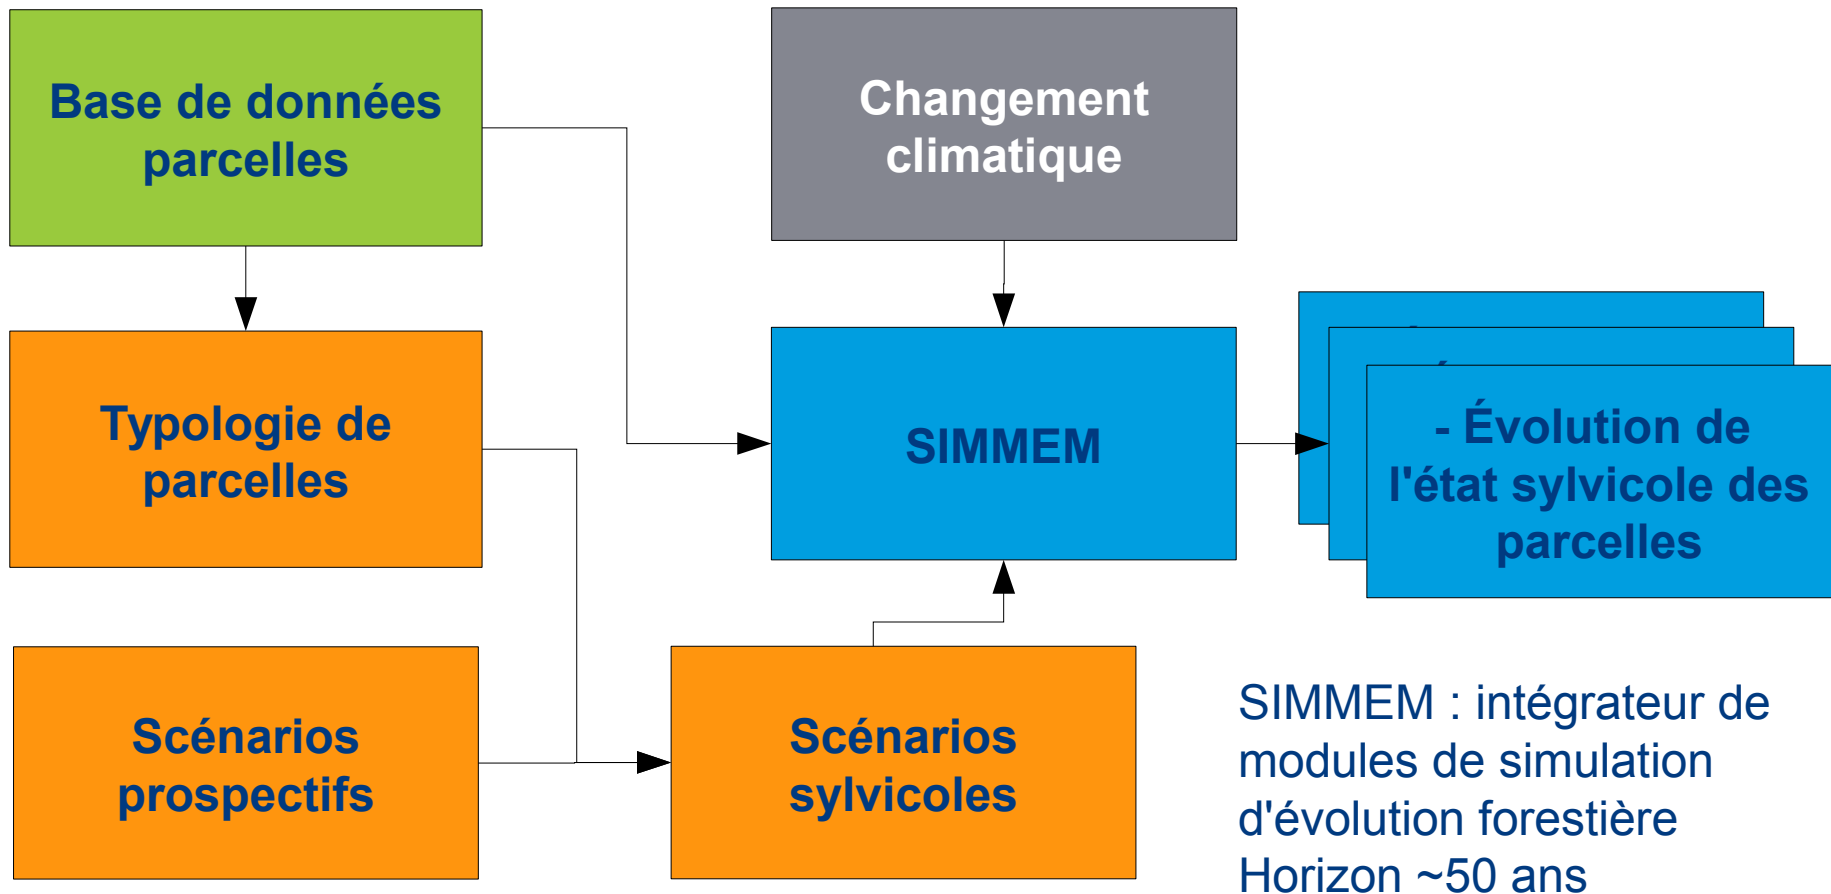 Base de données
parcelles
Changement
climatique
Typologie de
parcelles
SIMMEM
- Évolution de
l'état sylvicole des
parcelles
Scénarios
prospectifs
Scénarios
sylvicoles
SIMMEM : intégrateur de
modules de simulation
d'évolution forestière
Horizon ~50 ans